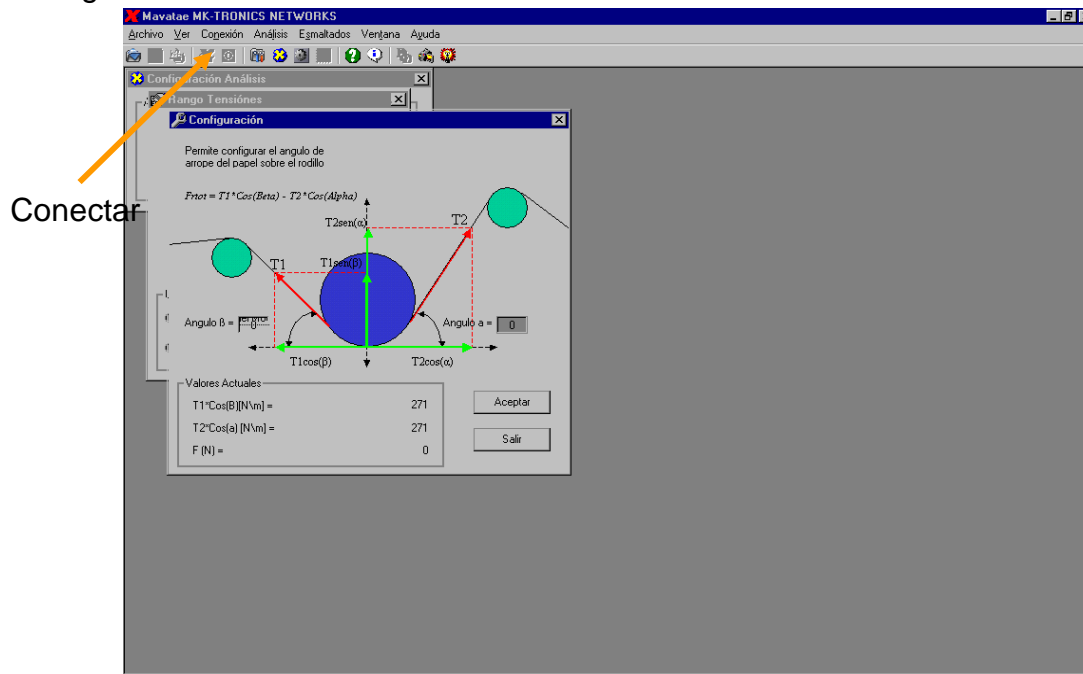 Mavatae MK-TRONICS NETWORKS
Archivo Ver Conexión Análisis Esmaltados Ventana Ayuda
Configuración Análisis
Rango Tensiónes
Configuración
Permite configurar el angulo de
arrope del papel sobre el rodillo
Conectar
Frtot = T1*Cos(Beta) - T2*Cos(Alpha)
T2sen(α)
T2
T1
T1sen(β)
Angulo ß =
0
Angulo a =
0
T1cos(β)
T2cos(α)
Valores Actuales
T1*Cos(B)[N\m] = 271
Aceptar
T2*Cos(a) [N\m] = 271
Salir
F (N) = 0